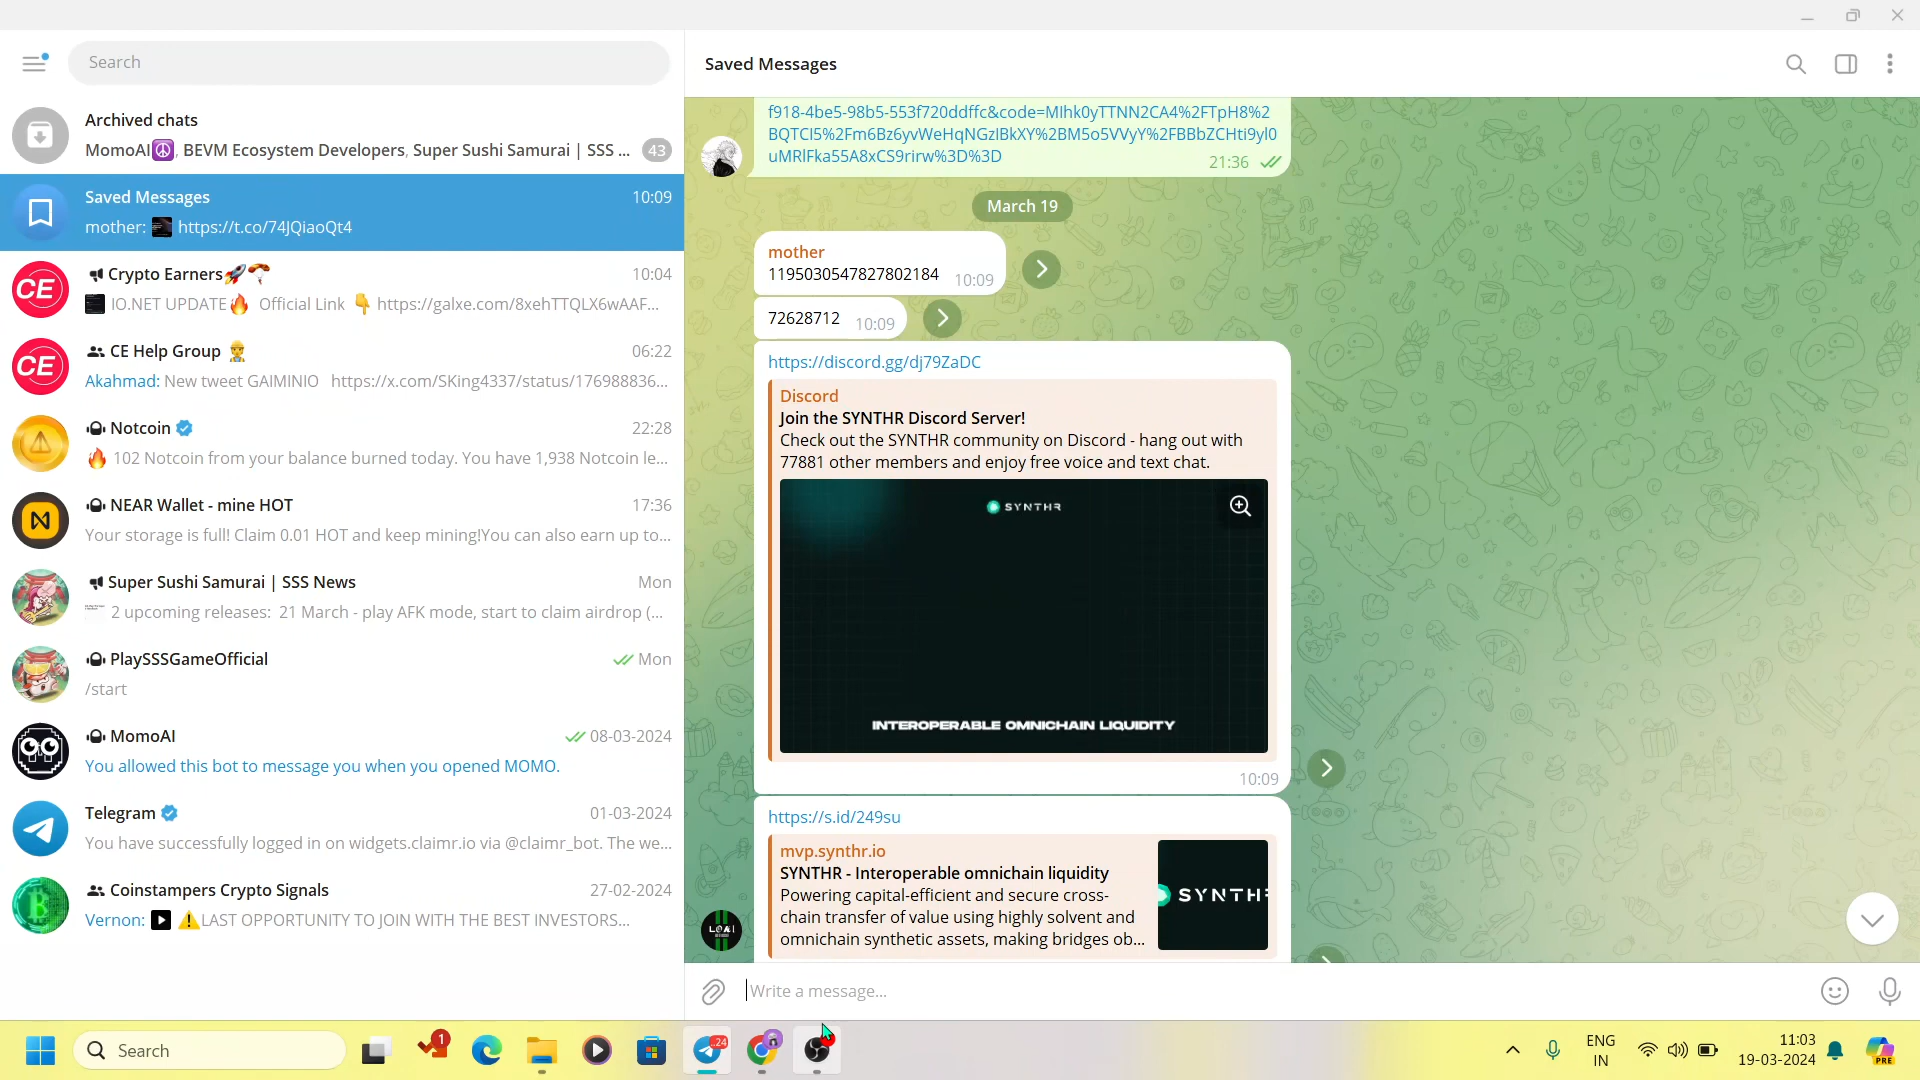 Search
Archived chats
MomoAI☮, BEVM Ecosystem Developers, Super Sushi Samurai | SSS ... 43
Saved Messages 10:09
mother: https://t.co/74JQiaoQt4
Crypto Earners🚀🪂 10:04
IO.NET UPDATE🔥 Official Link 👇 https://galxe.com/8xehTTQLX6wAAF...
CE
CE Help Group 👷 06:22
Akahmad: New tweet GAIMINIO https://x.com/SKing4337/status/176988836...
CE
Notcoin 22:28
🔥 102 Notcoin from your balance burned today. You have 1,938 Notcoin le...
NEAR Wallet - mine HOT 17:36
Your storage is full! Claim 0.01 HOT and keep mining!You can also earn up to...
Super Sushi Samurai | SSS News Mon
2 upcoming releases: 21 March - play AFK mode, start to claim airdrop (...
PlaySSSGameOfficial Mon
/start
MomoAI 08-03-2024
You allowed this bot to message you when you opened MOMO.
Telegram 01-03-2024
You have successfully logged in on widgets.claimr.io via @claimr_bot. The we...
Coinstampers Crypto Signals 27-02-2024
Vernon: ▶ ⚠LAST OPPORTUNITY TO JOIN WITH THE BEST INVESTORS...
Saved Messages
f918-4be5-98b5-553f720ddffc&code=MIhk0yTTNN2CA4%2FTpH8%2
BQTCI5%2Fm6Bz6yvWeHqNGzIBkXY%2BM5o5VVyY%2FBBbZCHti9yl0
uMRlFka55A8xCS9rirw%3D%3D 21:36
March 19
mother
1195030547827802184 10:09
72628712 10:09
https://discord.gg/dj79ZaDC
Discord
Join the SYNTHR Discord Server!
Check out the SYNTHR community on Discord - hang out with
77881 other members and enjoy free voice and text chat.
SYNTHR
INTEROPERABLE OMNICHAIN LIQUIDITY
10:09
https://s.id/249su
mvp.synthr.io
SYNTHR - Interoperable omnichain liquidity
Powering capital-efficient and secure cross-
chain transfer of value using highly solvent and
omnichain synthetic assets, making bridges ob...
SYNTH
Write a message...
Search
1
24
ENG
IN
11:03
19-03-2024
PRE